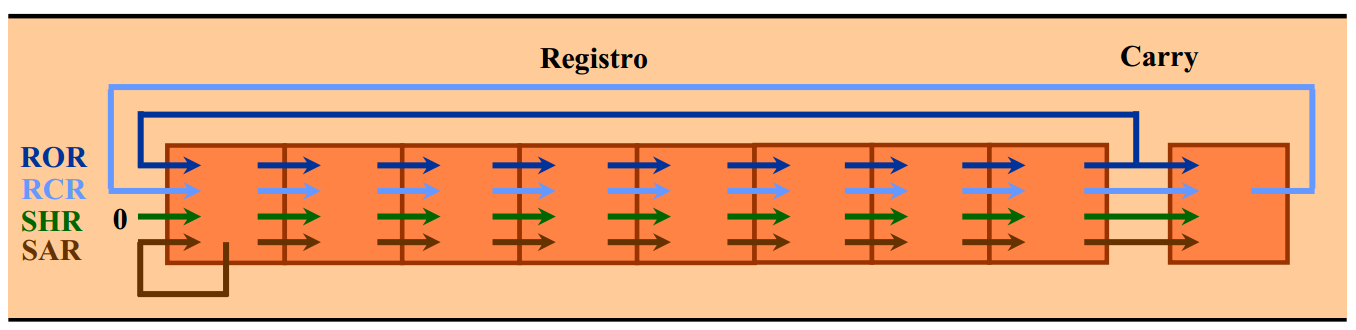 Registro
Carry
ROR
RCR
SHR 0
SAR